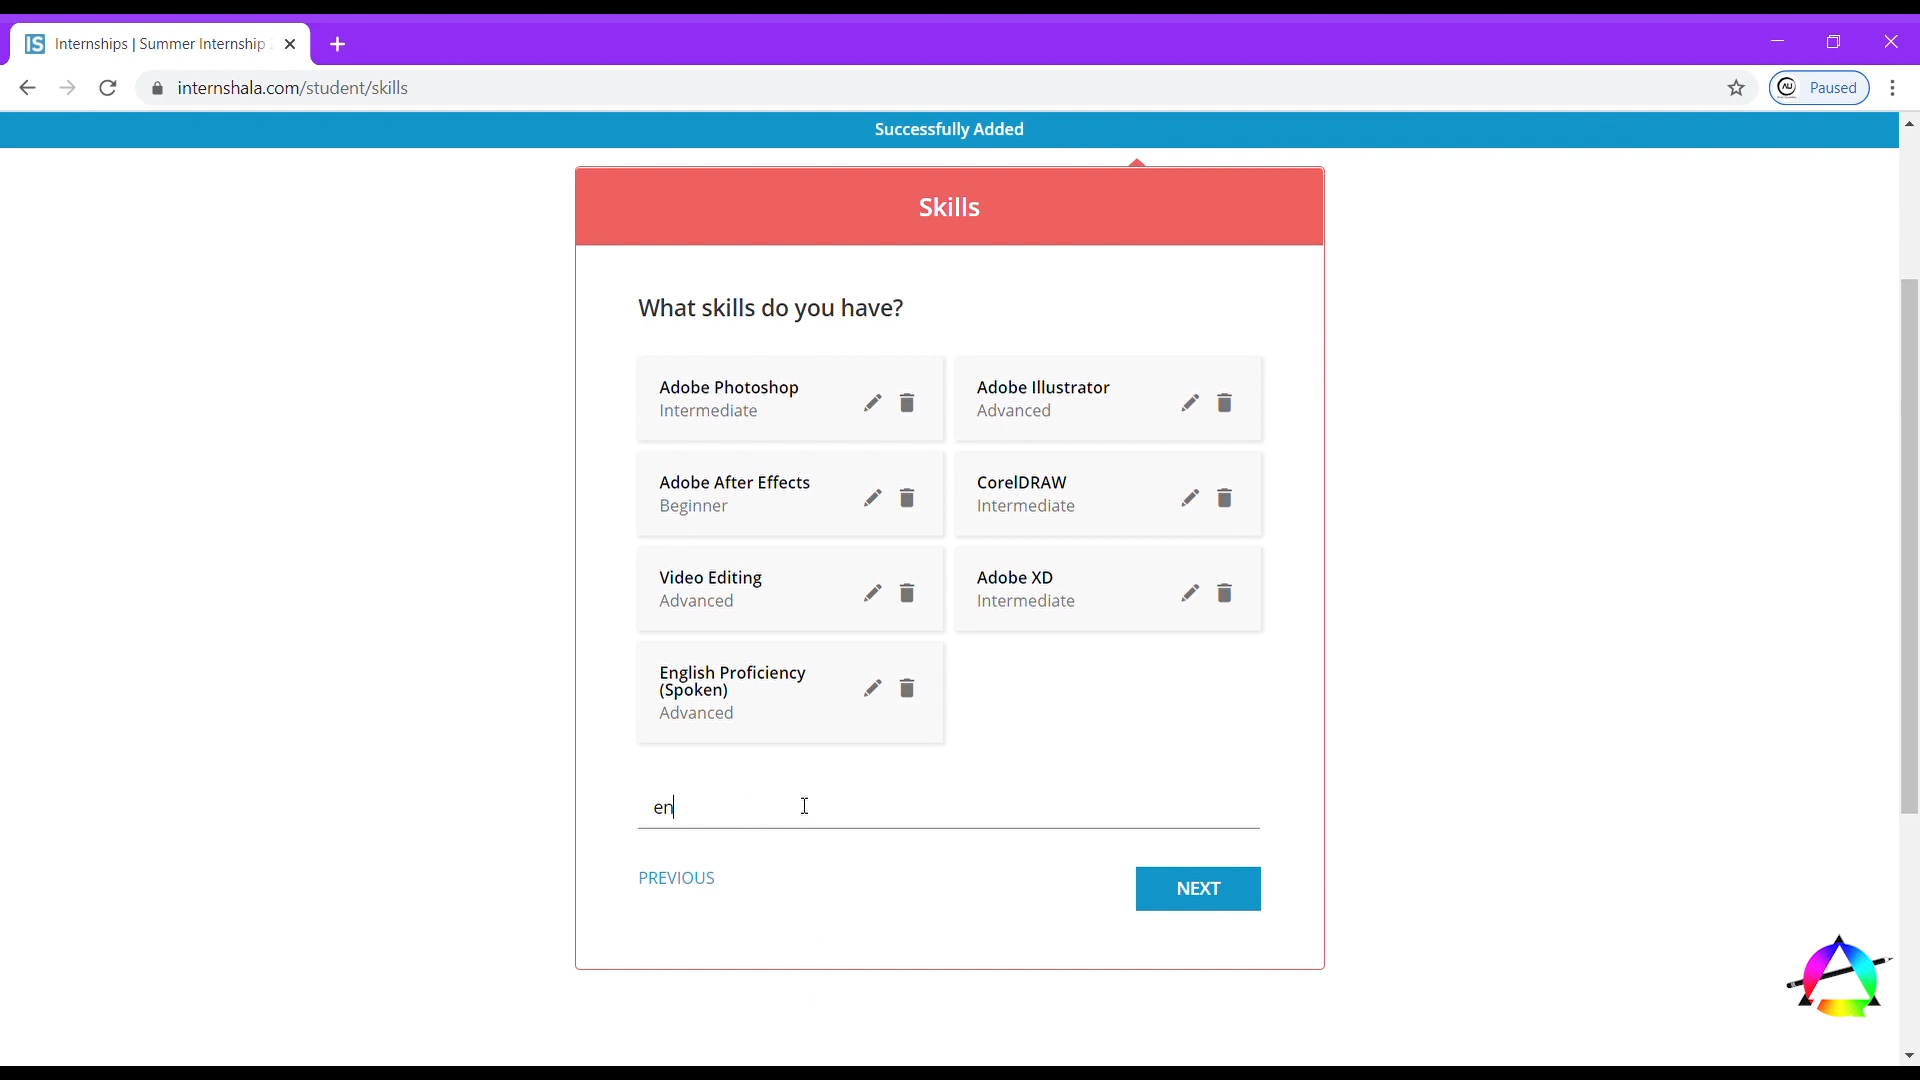 Internships | Summer Internship
internshala.com/student/skills
Paused
Successfully Added
Skills
What skills do you have?
Adobe Photoshop
Intermediate
Adobe Illustrator
Advanced
Adobe After Effects
Beginner
CorelDRAW
Intermediate
Video Editing
Advanced
Adobe XD
Intermediate
English Proficiency
(Spoken)
Advanced
en
PREVIOUS
NEXT